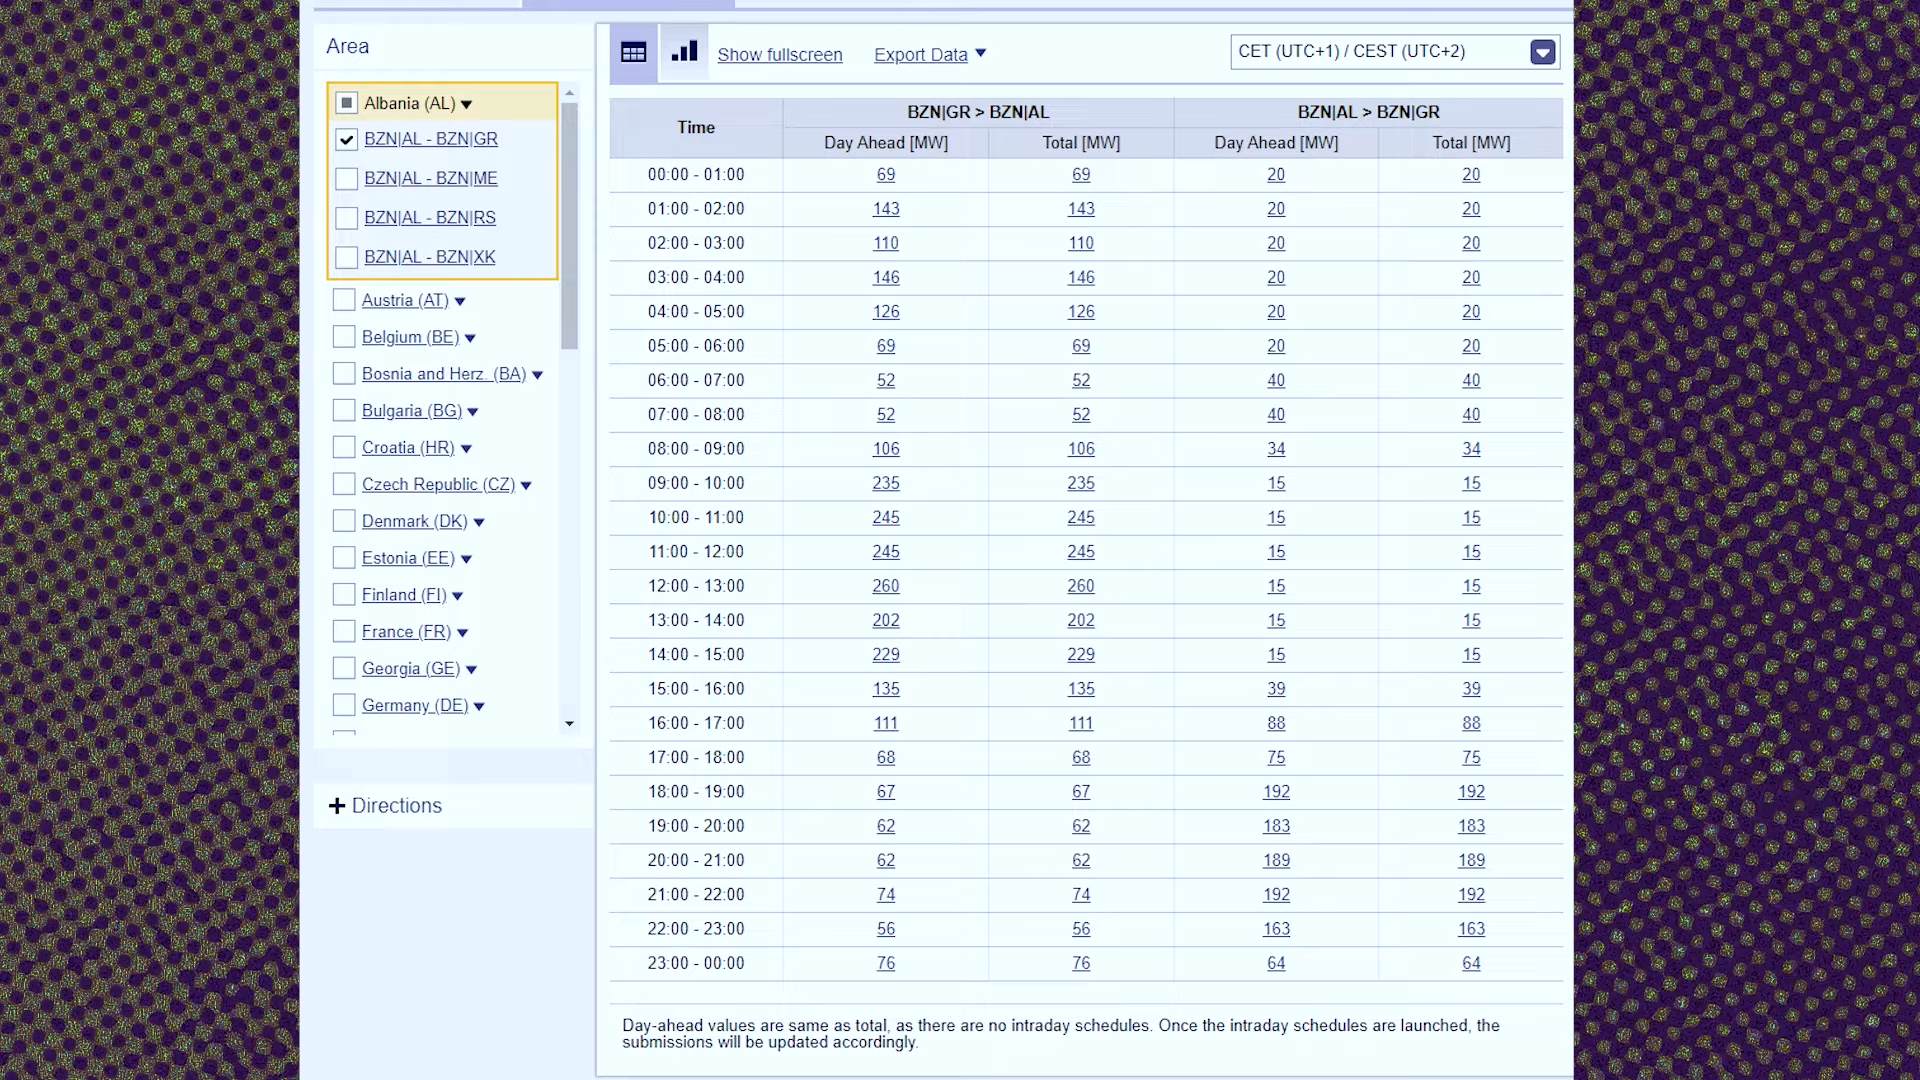 Area
Albania (AL)
BZN|AL - BZN|GR
BZN|AL - BZN|ME
BZN|AL - BZN|RS
BZN|AL - BZN|XK
Austria (AT)
Belgium (BE)
Bosnia and Herz. (BA)
Bulgaria (BG)
Croatia (HR)
Czech Republic (CZ)
Denmark (DK)
Estonia (EE)
Finland (FI)
France (FR)
Georgia (GE)
Germany (DE)
Directions
Show fullscreen Export Data CET (UTC+1) / CEST (UTC+2)
Time BZN|GR > BZN|AL BZN|AL > BZN|GR
Day Ahead [MW] Total [MW] Day Ahead [MW] Total [MW]
00:00 - 01:00 69 69 20 20
01:00 - 02:00 143 143 20 20
02:00 - 03:00 110 110 20 20
03:00 - 04:00 146 146 20 20
04:00 - 05:00 126 126 20 20
05:00 - 06:00 69 69 20 20
06:00 - 07:00 52 52 40 40
07:00 - 08:00 52 52 40 40
08:00 - 09:00 106 106 34 34
09:00 - 10:00 235 235 15 15
10:00 - 11:00 245 245 15 15
11:00 - 12:00 245 245 15 15
12:00 - 13:00 260 260 15 15
13:00 - 14:00 202 202 15 15
14:00 - 15:00 229 229 15 15
15:00 - 16:00 135 135 39 39
16:00 - 17:00 111 111 88 88
17:00 - 18:00 68 68 75 75
18:00 - 19:00 67 67 192 192
19:00 - 20:00 62 62 183 183
20:00 - 21:00 62 62 189 189
21:00 - 22:00 74 74 192 192
22:00 - 23:00 56 56 163 163
23:00 - 00:00 76 76 64 64
Day-ahead values are same as total, as there are no intraday schedules. Once the intraday schedules are launched, the
submissions will be updated accordingly.